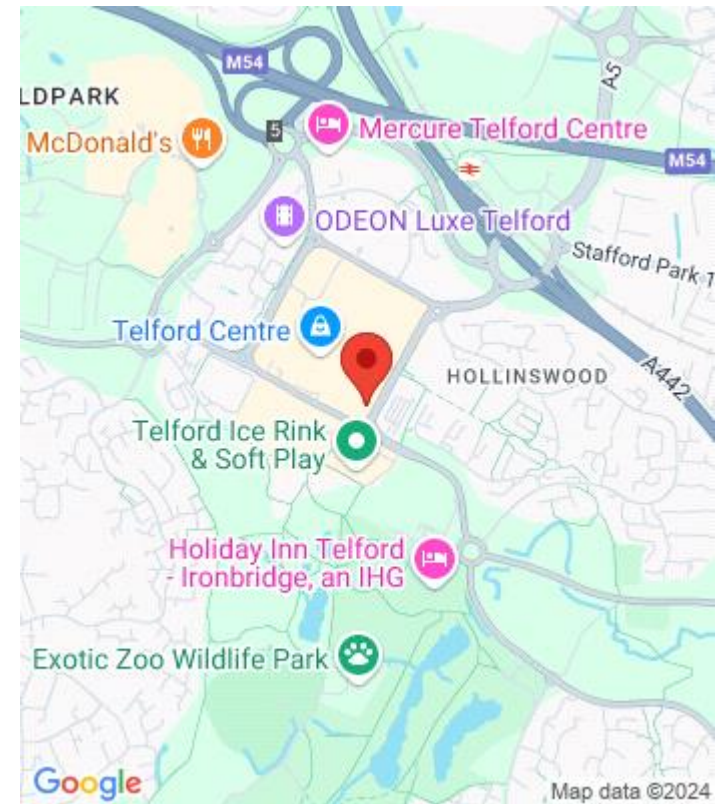 M54
LDPARK
A5
McDonald's
5
Mercure Telford Centre
M54
ODEON Luxe Telford
Stafford Park 1
Telford Centre
HOLLINSWOOD
A442
Telford Ice Rink
& Soft Play
Holiday Inn Telford
- Ironbridge, an IHG
Exotic Zoo Wildlife Park
Google
Map data ©2024